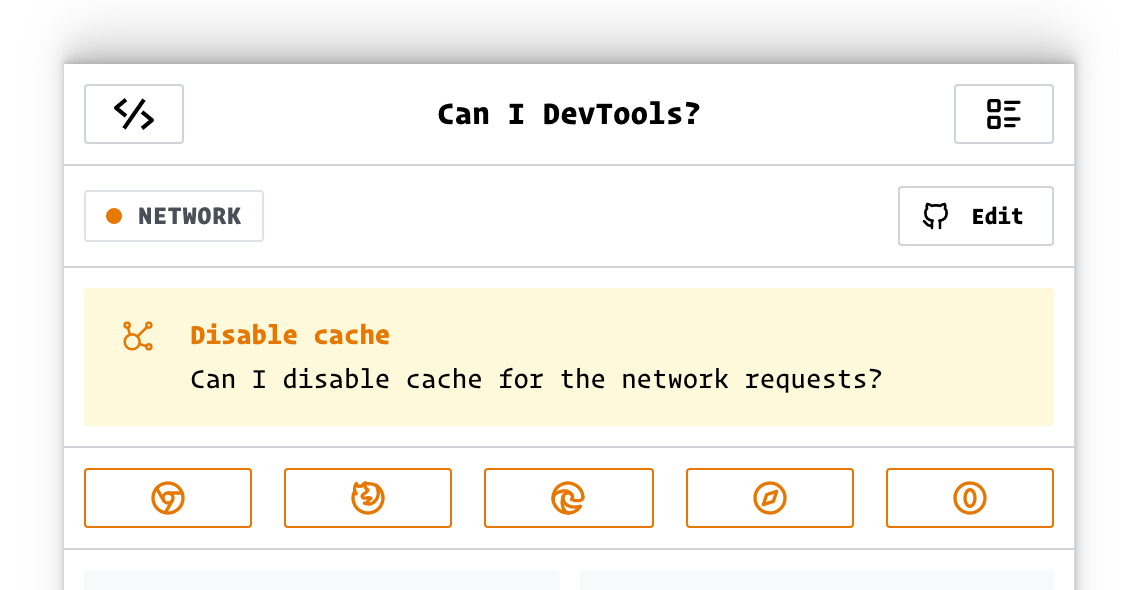 Can I DevTools?
NETWORK
Edit
Disable cache
Can I disable cache for the network requests?